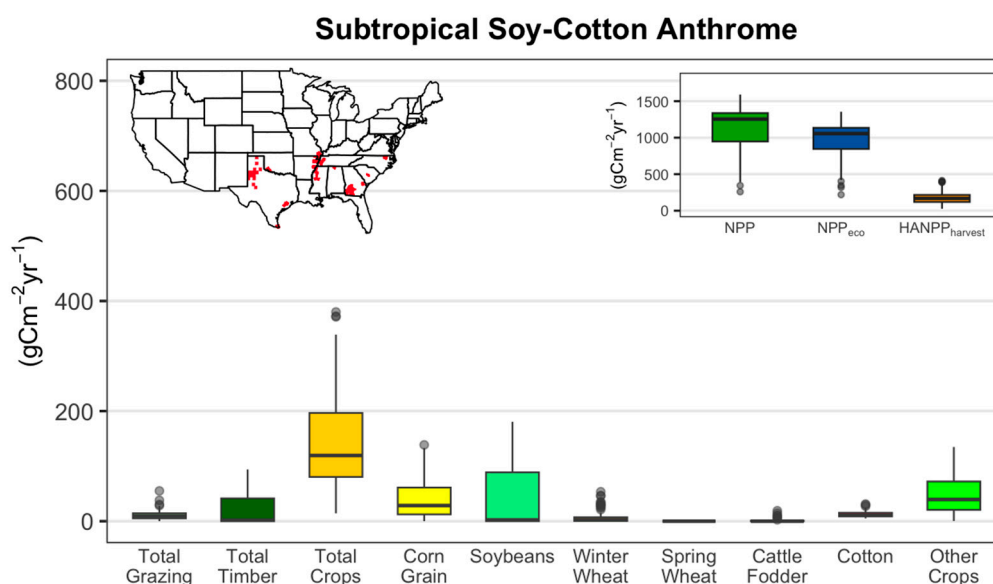 Subtropical Soy-Cotton Anthrome
(gCm⁻²yr⁻¹)
800
600
400
200
0
(gCm⁻²yr⁻¹)
1500
1000
500
0
NPP
NPPeco
HANPPharvest
Total
Grazing
Total
Timber
Total
Crops
Corn
Grain
Soybeans
Winter
Wheat
Spring
Wheat
Cattle
Fodder
Cotton
Other
Crops